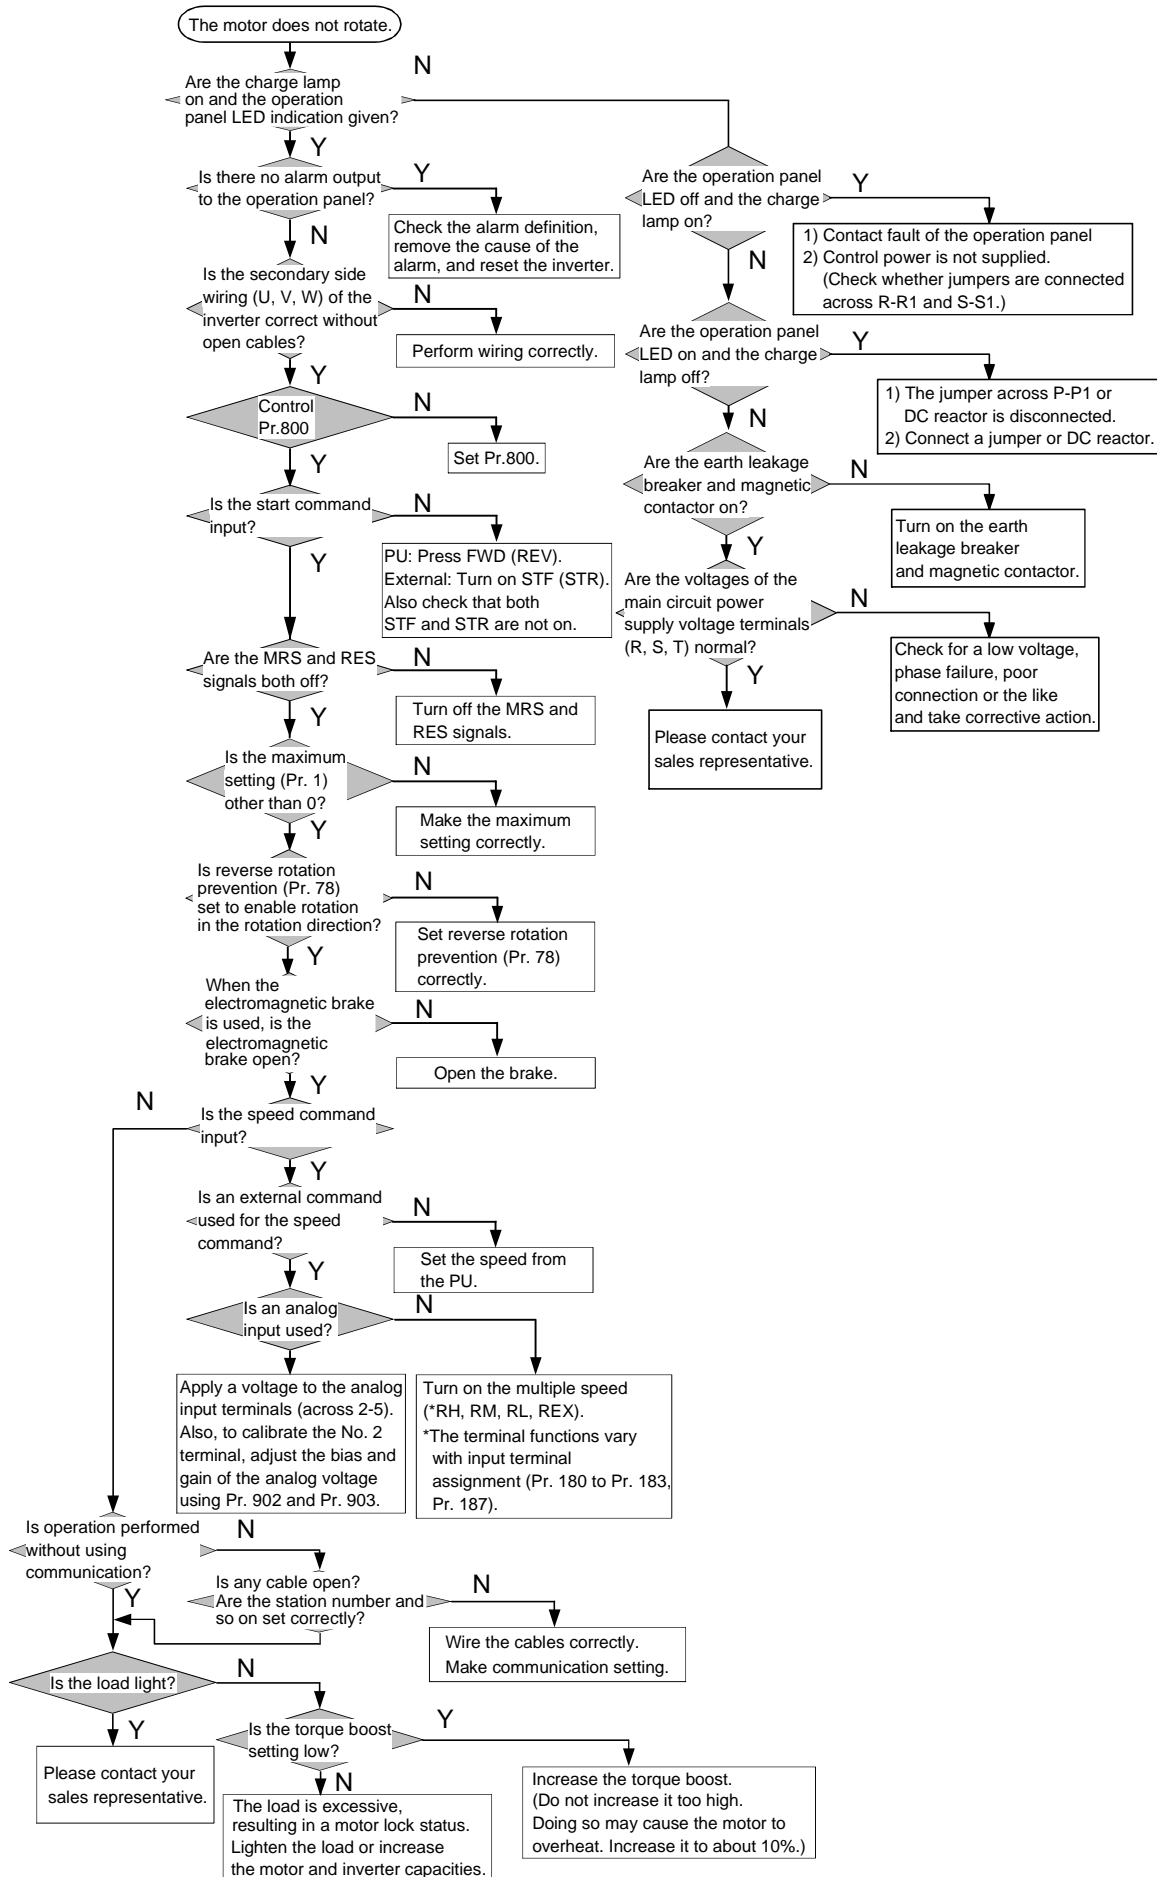 The motor does not rotate.
N
Are the charge lamp
on and the operation
panel LED indication given?
Y
Is there no alarm output
to the operation panel?
Y
Check the alarm definition,
remove the cause of the
alarm, and reset the inverter.
N
Is the secondary side
wiring (U, V, W) of the
inverter correct without
open cables?
N
Perform wiring correctly.
Y
Control
Pr.800
N
Set Pr.800.
Y
Is the start command
input?
N
PU: Press FWD (REV).
External: Turn on STF (STR).
Also check that both
STF and STR are not on.
Y
Are the MRS and RES
signals both off?
N
Turn off the MRS and
RES signals.
Y
Is the maximum
setting (Pr. 1)
other than 0?
N
Make the maximum
setting correctly.
Y
Is reverse rotation
prevention (Pr. 78)
set to enable rotation
in the rotation direction?
N
Set reverse rotation
prevention (Pr. 78)
correctly.
Y
When the
electromagnetic brake
is used, is the
electromagnetic
brake open?
N
Open the brake.
Y
N
Is the speed command
input?
Y
Is an external command
used for the speed
command?
N
Set the speed from
the PU.
Y
Is an analog
input used?
N
Apply a voltage to the analog
input terminals (across 2-5).
Also, to calibrate the No. 2
terminal, adjust the bias and
gain of the analog voltage
using Pr. 902 and Pr. 903.
Turn on the multiple speed
(*RH, RM, RL, REX).
*The terminal functions vary
with input terminal
assignment (Pr. 180 to Pr. 183,
Pr. 187).
Is operation performed
without using
communication?
N
Y
Is any cable open?
Are the station number and
so on set correctly?
N
Wire the cables correctly.
Make communication setting.
Is the load light?
N
Y
Please contact your
sales representative.
Is the torque boost
setting low?
Y
N
The load is excessive,
resulting in a motor lock status.
Lighten the load or increase
the motor and inverter capacities.
Increase the torque boost.
(Do not increase it too high.
Doing so may cause the motor to
overheat. Increase it to about 10%.)
Are the operation panel
LED off and the charge
lamp on?
Y
1) Contact fault of the operation panel
2) Control power is not supplied.
(Check whether jumpers are connected
across R-R1 and S-S1.)
N
Are the operation panel
LED on and the charge
lamp off?
Y
1) The jumper across P-P1 or
DC reactor is disconnected.
2) Connect a jumper or DC reactor.
N
Are the earth leakage
breaker and magnetic
contactor on?
N
Turn on the earth
leakage breaker
and magnetic contactor.
Y
Are the voltages of the
main circuit power
supply voltage terminals
(R, S, T) normal?
N
Check for a low voltage,
phase failure, poor
connection or the like
and take corrective action.
Y
Please contact your
sales representative.